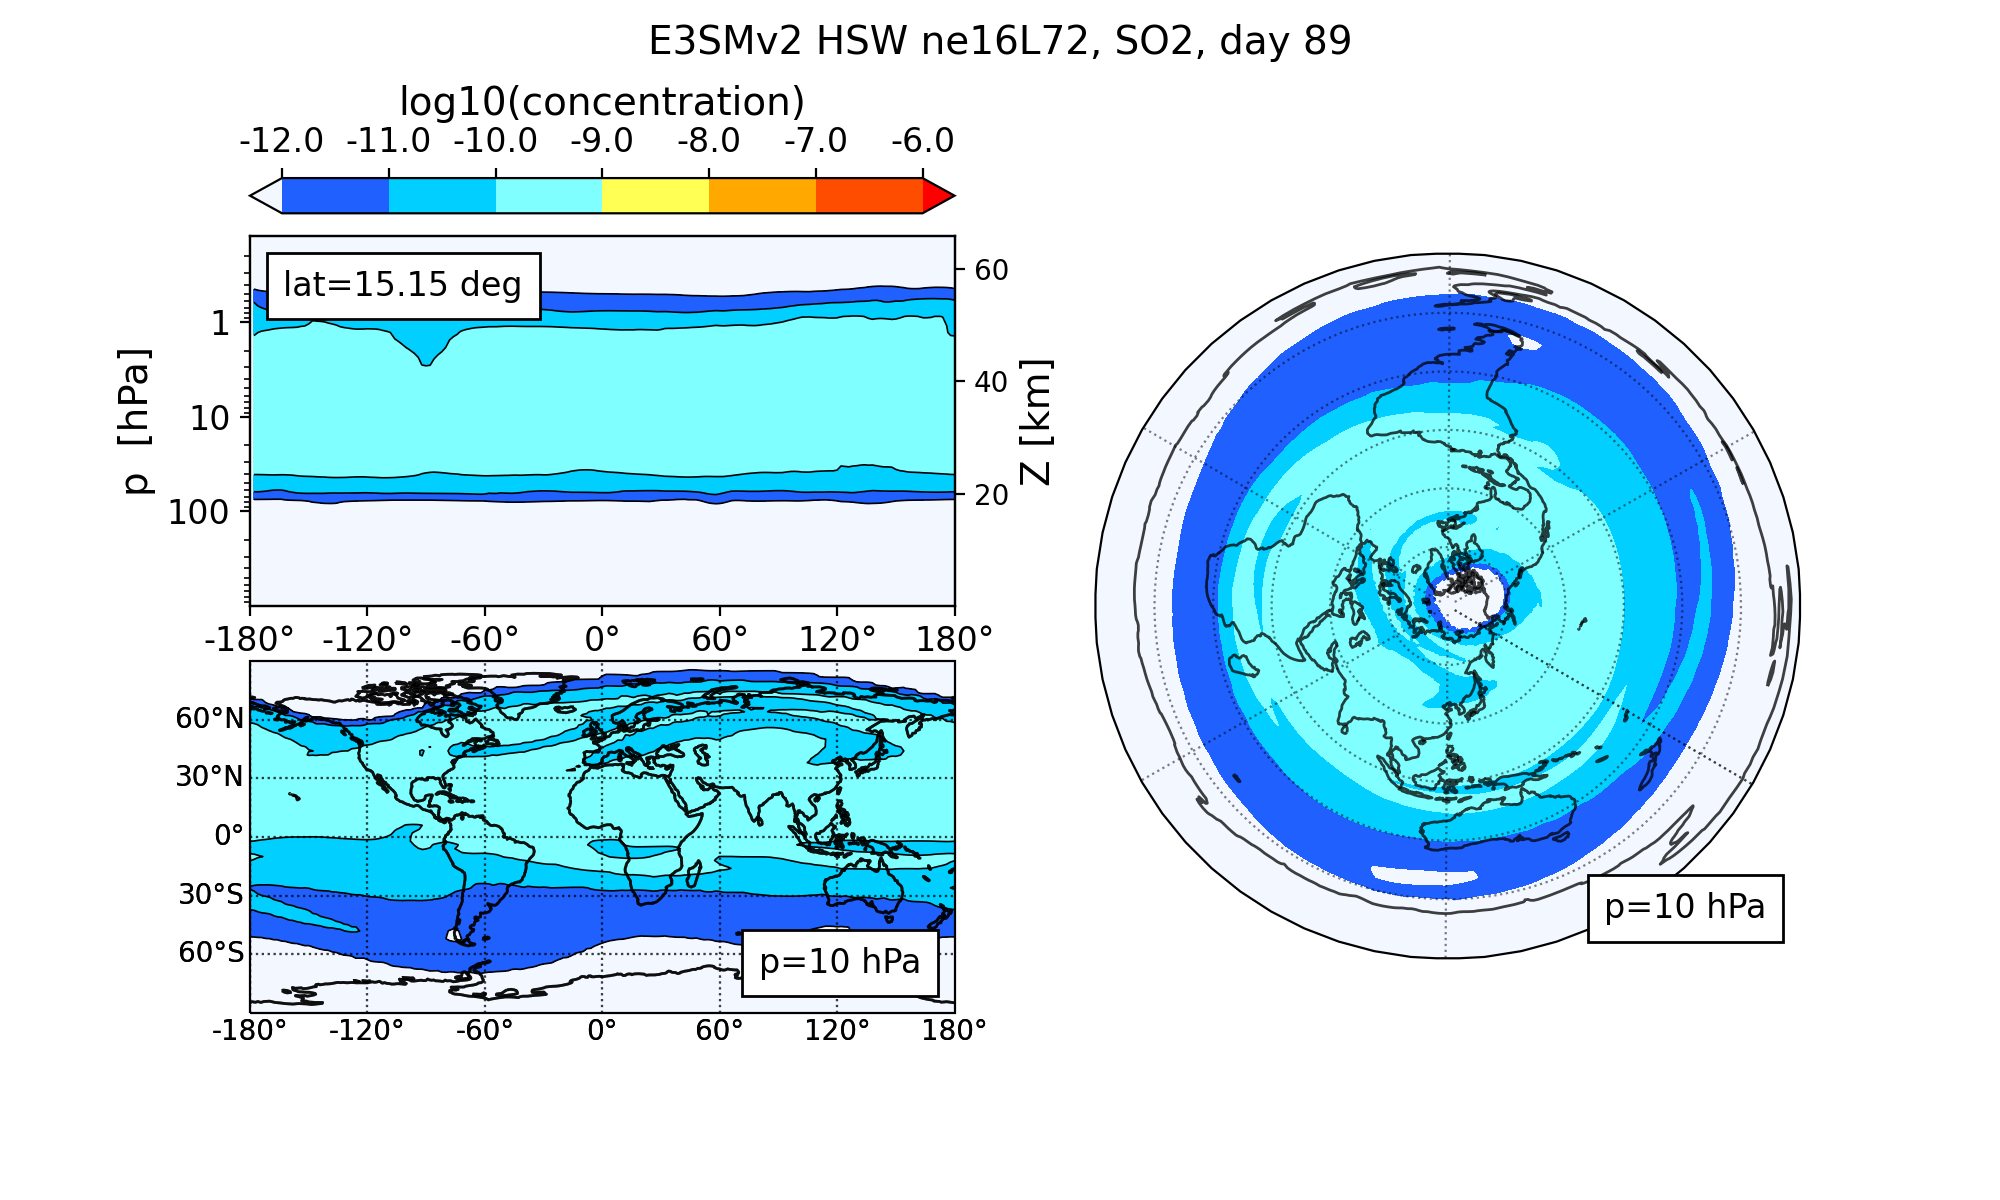 E3SMv2 HSW ne16L72, SO2, day 89
log10(concentration)
-12.0 -11.0 -10.0 -9.0 -8.0 -7.0 -6.0
lat=15.15 deg
p [hPa]
1
10
100
60
40
20
Z [km]
-180° -120° -60° 0° 60° 120° 180°
60°N
30°N
0°
30°S
60°S
p=10 hPa
-180° -120° -60° 0° 60° 120° 180°
p=10 hPa